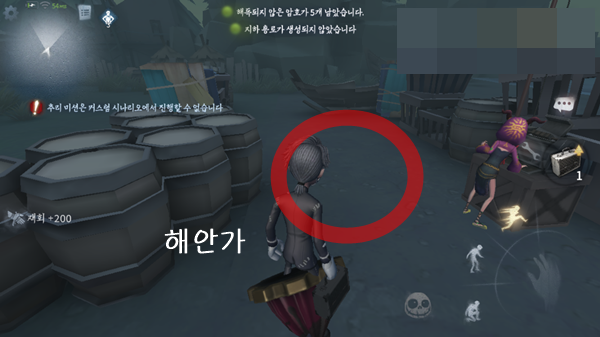 해독되지 않은 암호가 5개 남았습니다.
지하 통로가 생성되지 않았습니다
추리 미션은 커스텀 시나리오에서 진행할 수 없습니다
재회 +200
해안가
1